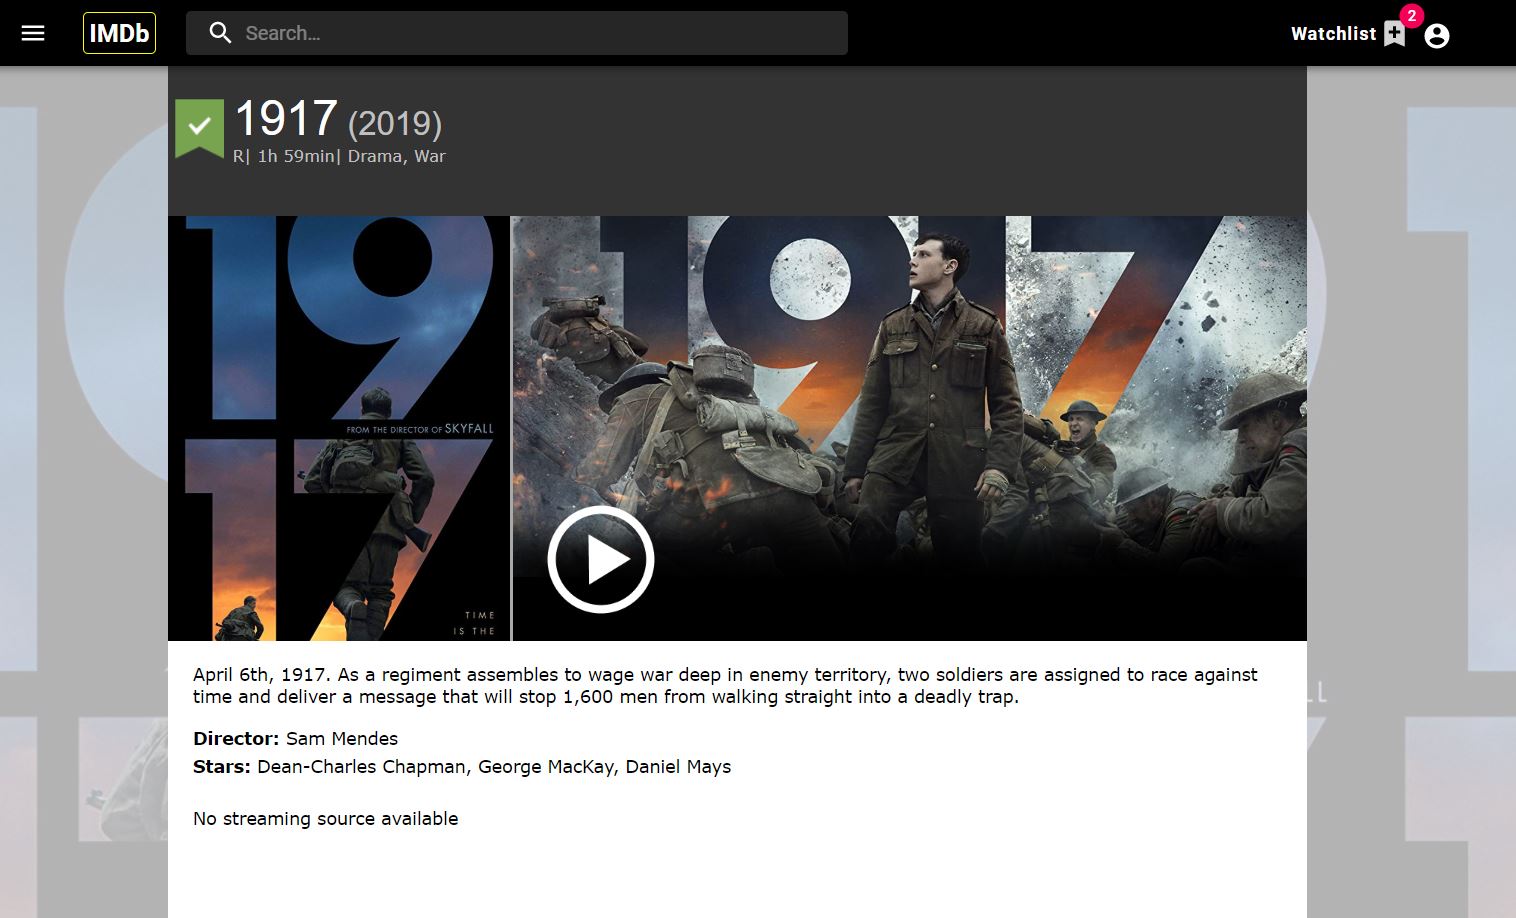 IMDb
Search...
Watchlist
2
1917 (2019)
R| 1h 59min| Drama, War
19
FROM THE DIRECTOR OF SKYFALL
17
TIME
IS THE
1917
April 6th, 1917. As a regiment assembles to wage war deep in enemy territory, two soldiers are assigned to race against
time and deliver a message that will stop 1,600 men from walking straight into a deadly trap.
Director: Sam Mendes
Stars: Dean-Charles Chapman, George MacKay, Daniel Mays
No streaming source available